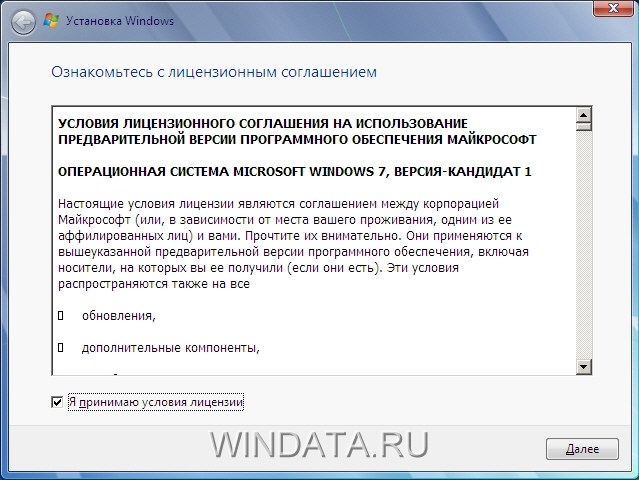 Установка Windows
Ознакомьтесь с лицензионным соглашением
УСЛОВИЯ ЛИЦЕНЗИОННОГО СОГЛАШЕНИЯ НА ИСПОЛЬЗОВАНИЕ
ПРЕДВАРИТЕЛЬНОЙ ВЕРСИИ ПРОГРАММНОГО ОБЕСПЕЧЕНИЯ МАЙКРОСОФТ
ОПЕРАЦИОННАЯ СИСТЕМА MICROSOFT WINDOWS 7, ВЕРСИЯ-КАНДИДАТ 1
Настоящие условия лицензии являются соглашением между корпорацией
Майкрософт (или, в зависимости от места вашего проживания, одним из ее
аффилированных лиц) и вами. Прочтите их внимательно. Они применяются к
вышеуказанной предварительной версии программного обеспечения, включая
носители, на которых вы ее получили (если они есть). Эти условия
распространяются также на все
обновления,
дополнительные компоненты,
Я принимаю условия лицензии
WINDATA.RU
Далее